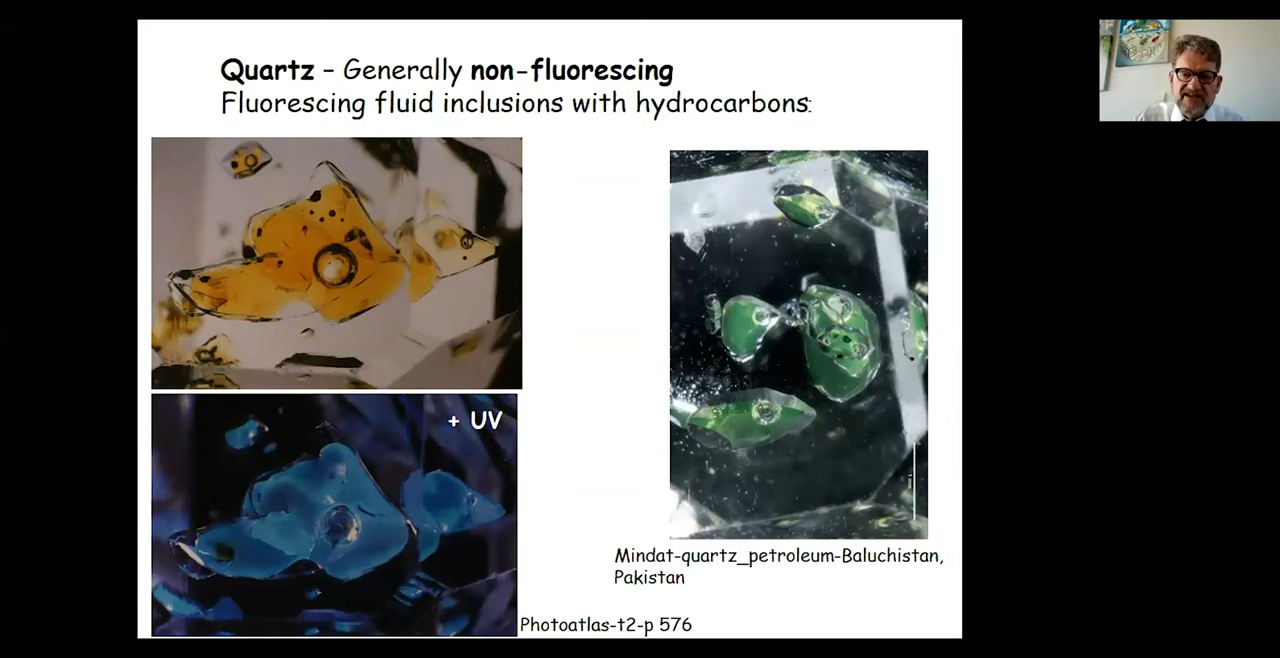 Quartz – Generally non-fluorescing
Fluorescing fluid inclusions with hydrocarbons:
+ UV
Mindat-quartz_petroleum-Baluchistan,
Pakistan
Photoatlas-t2-p 576